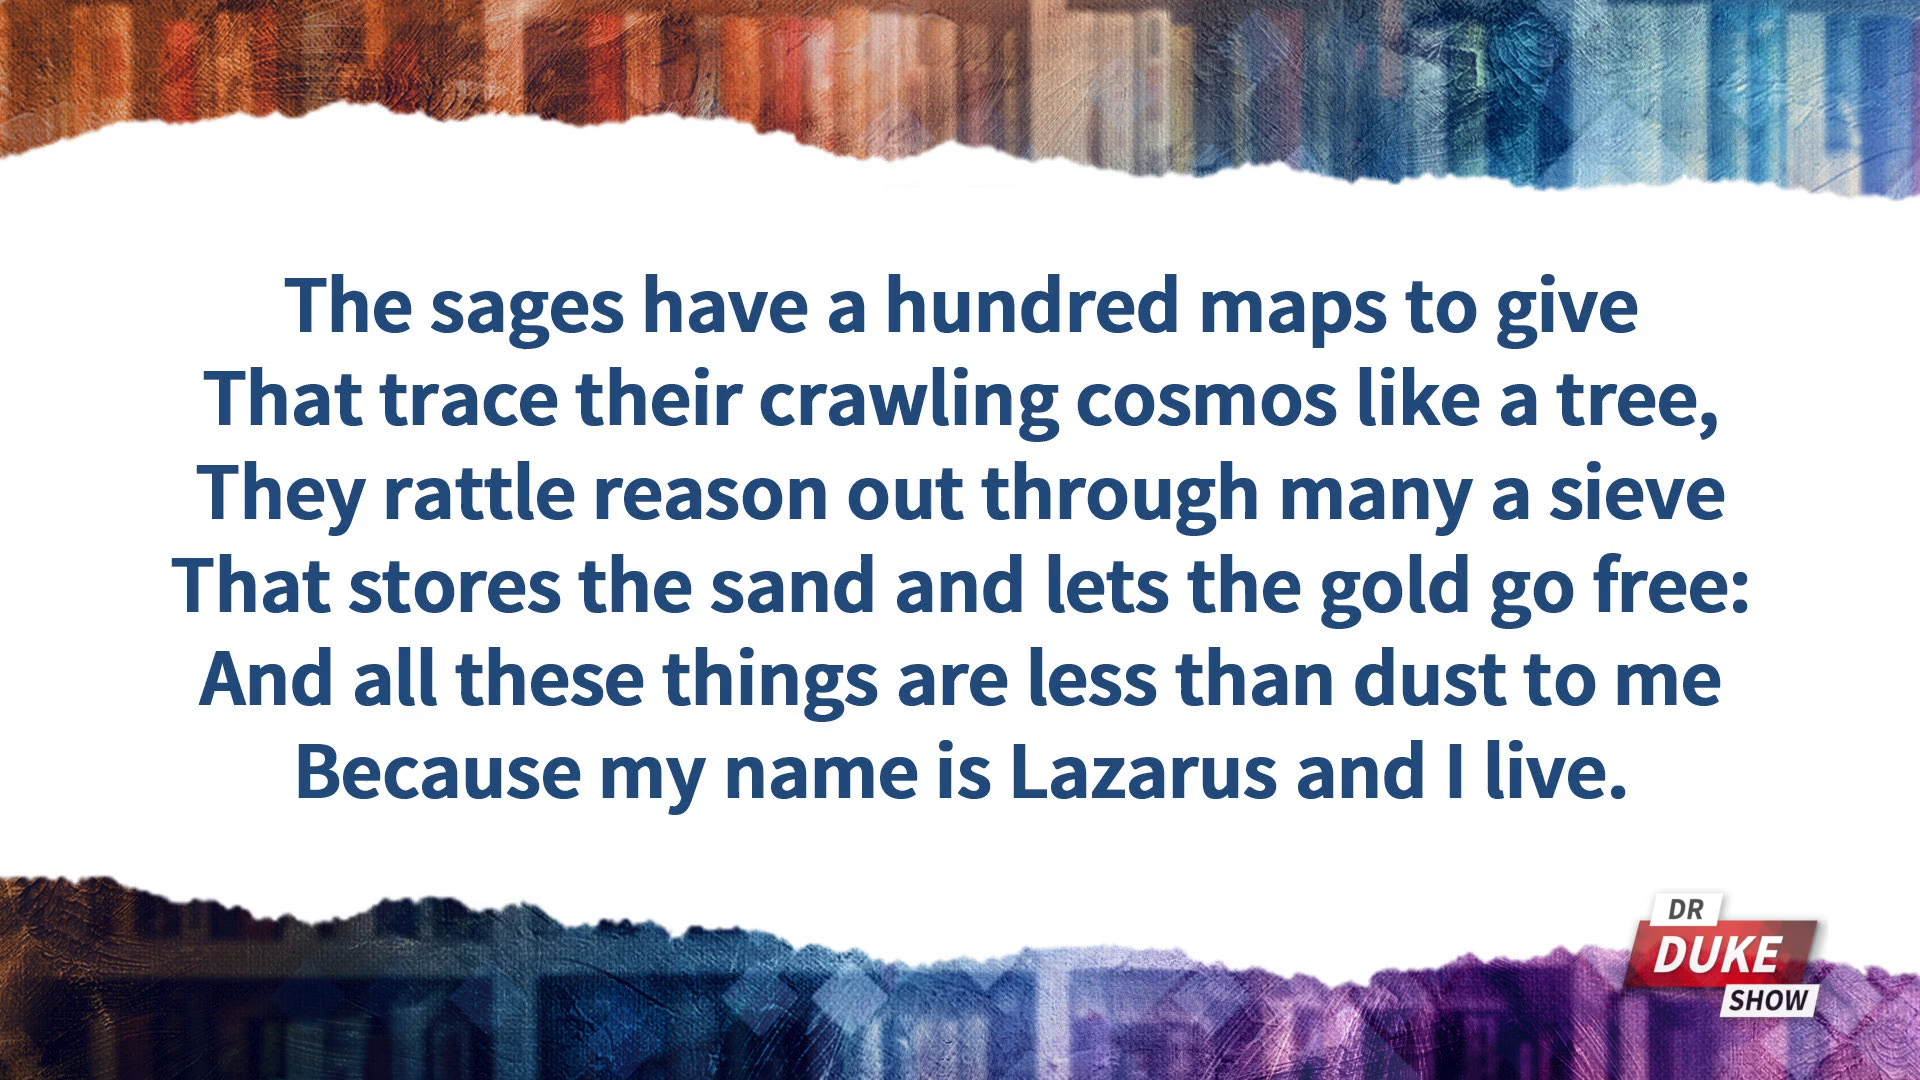 The sages have a hundred maps to give
That trace their crawling cosmos like a tree,
They rattle reason out through many a sieve
That stores the sand and lets the gold go free:
And all these things are less than dust to me
Because my name is Lazarus and I live.
DR
DUKE
SHOW